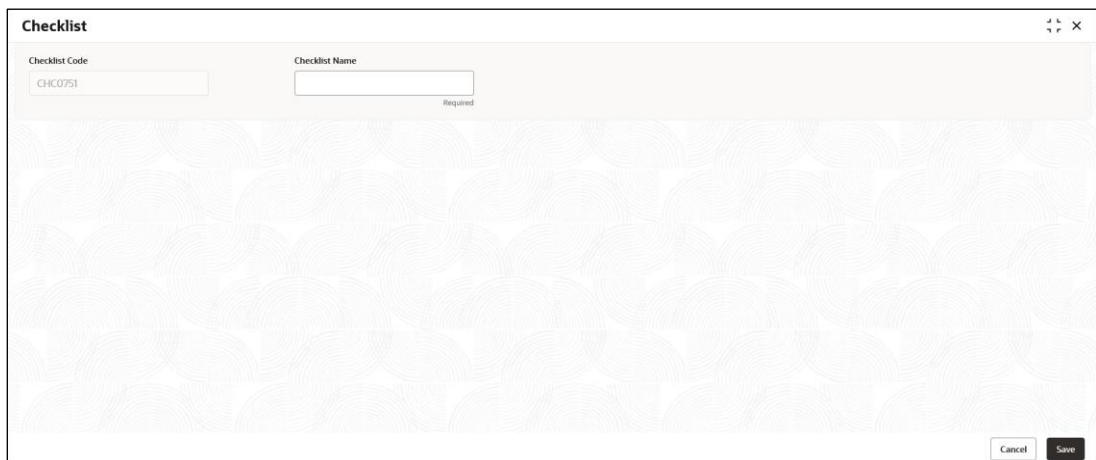 Checklist
Checklist Code
Checklist Name
CHC0751
Required
Cancel
Save